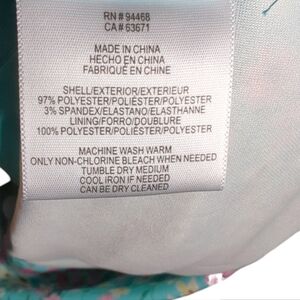 RN # 94468
CA # 63671
MADE IN CHINA
HECHO EN CHINA
FABRIQUÉ EN CHINE
SHELL/EXTERIOR/EXTERIEUR
97% POLYESTER/POLIÉSTER/POLYESTER
3% SPANDEX/ELASTANO/ELASTHANNE
LINING/FORRO/DOUBLURE
100% POLYESTER/POLIÉSTER/POLYESTER
MACHINE WASH WARM
ONLY NON-CHLORINE BLEACH WHEN NEEDED
TUMBLE DRY MEDIUM
COOL IRON IF NEEDED
CAN BE DRY CLEANED